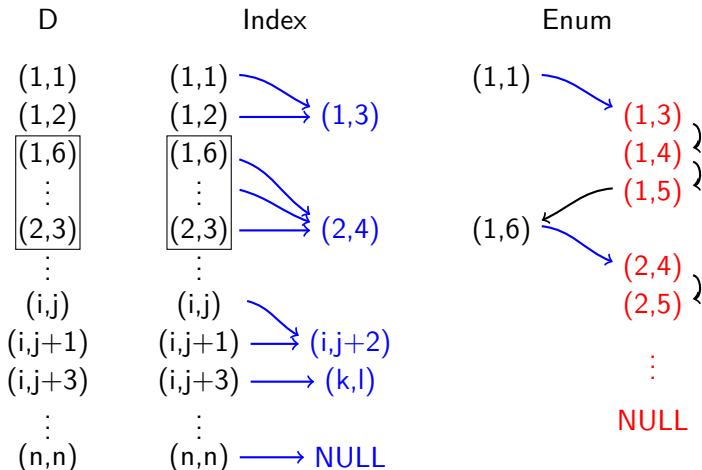 D Index Enum
(1,1) (1,1) (1,1)
(1,2) (1,2) (1,3) (1,3)
(1,6) (1,6) (1,4)
⋮ ⋮ (1,5)
(2,3) (2,3) (2,4) (1,6)
⋮ ⋮ (2,4)
(i,j) (i,j) (2,5)
(i,j+1) (i,j+1) (i,j+2)
(i,j+3) (i,j+3) (k,l) ⋮
⋮ ⋮ NULL
(n,n) (n,n) NULL